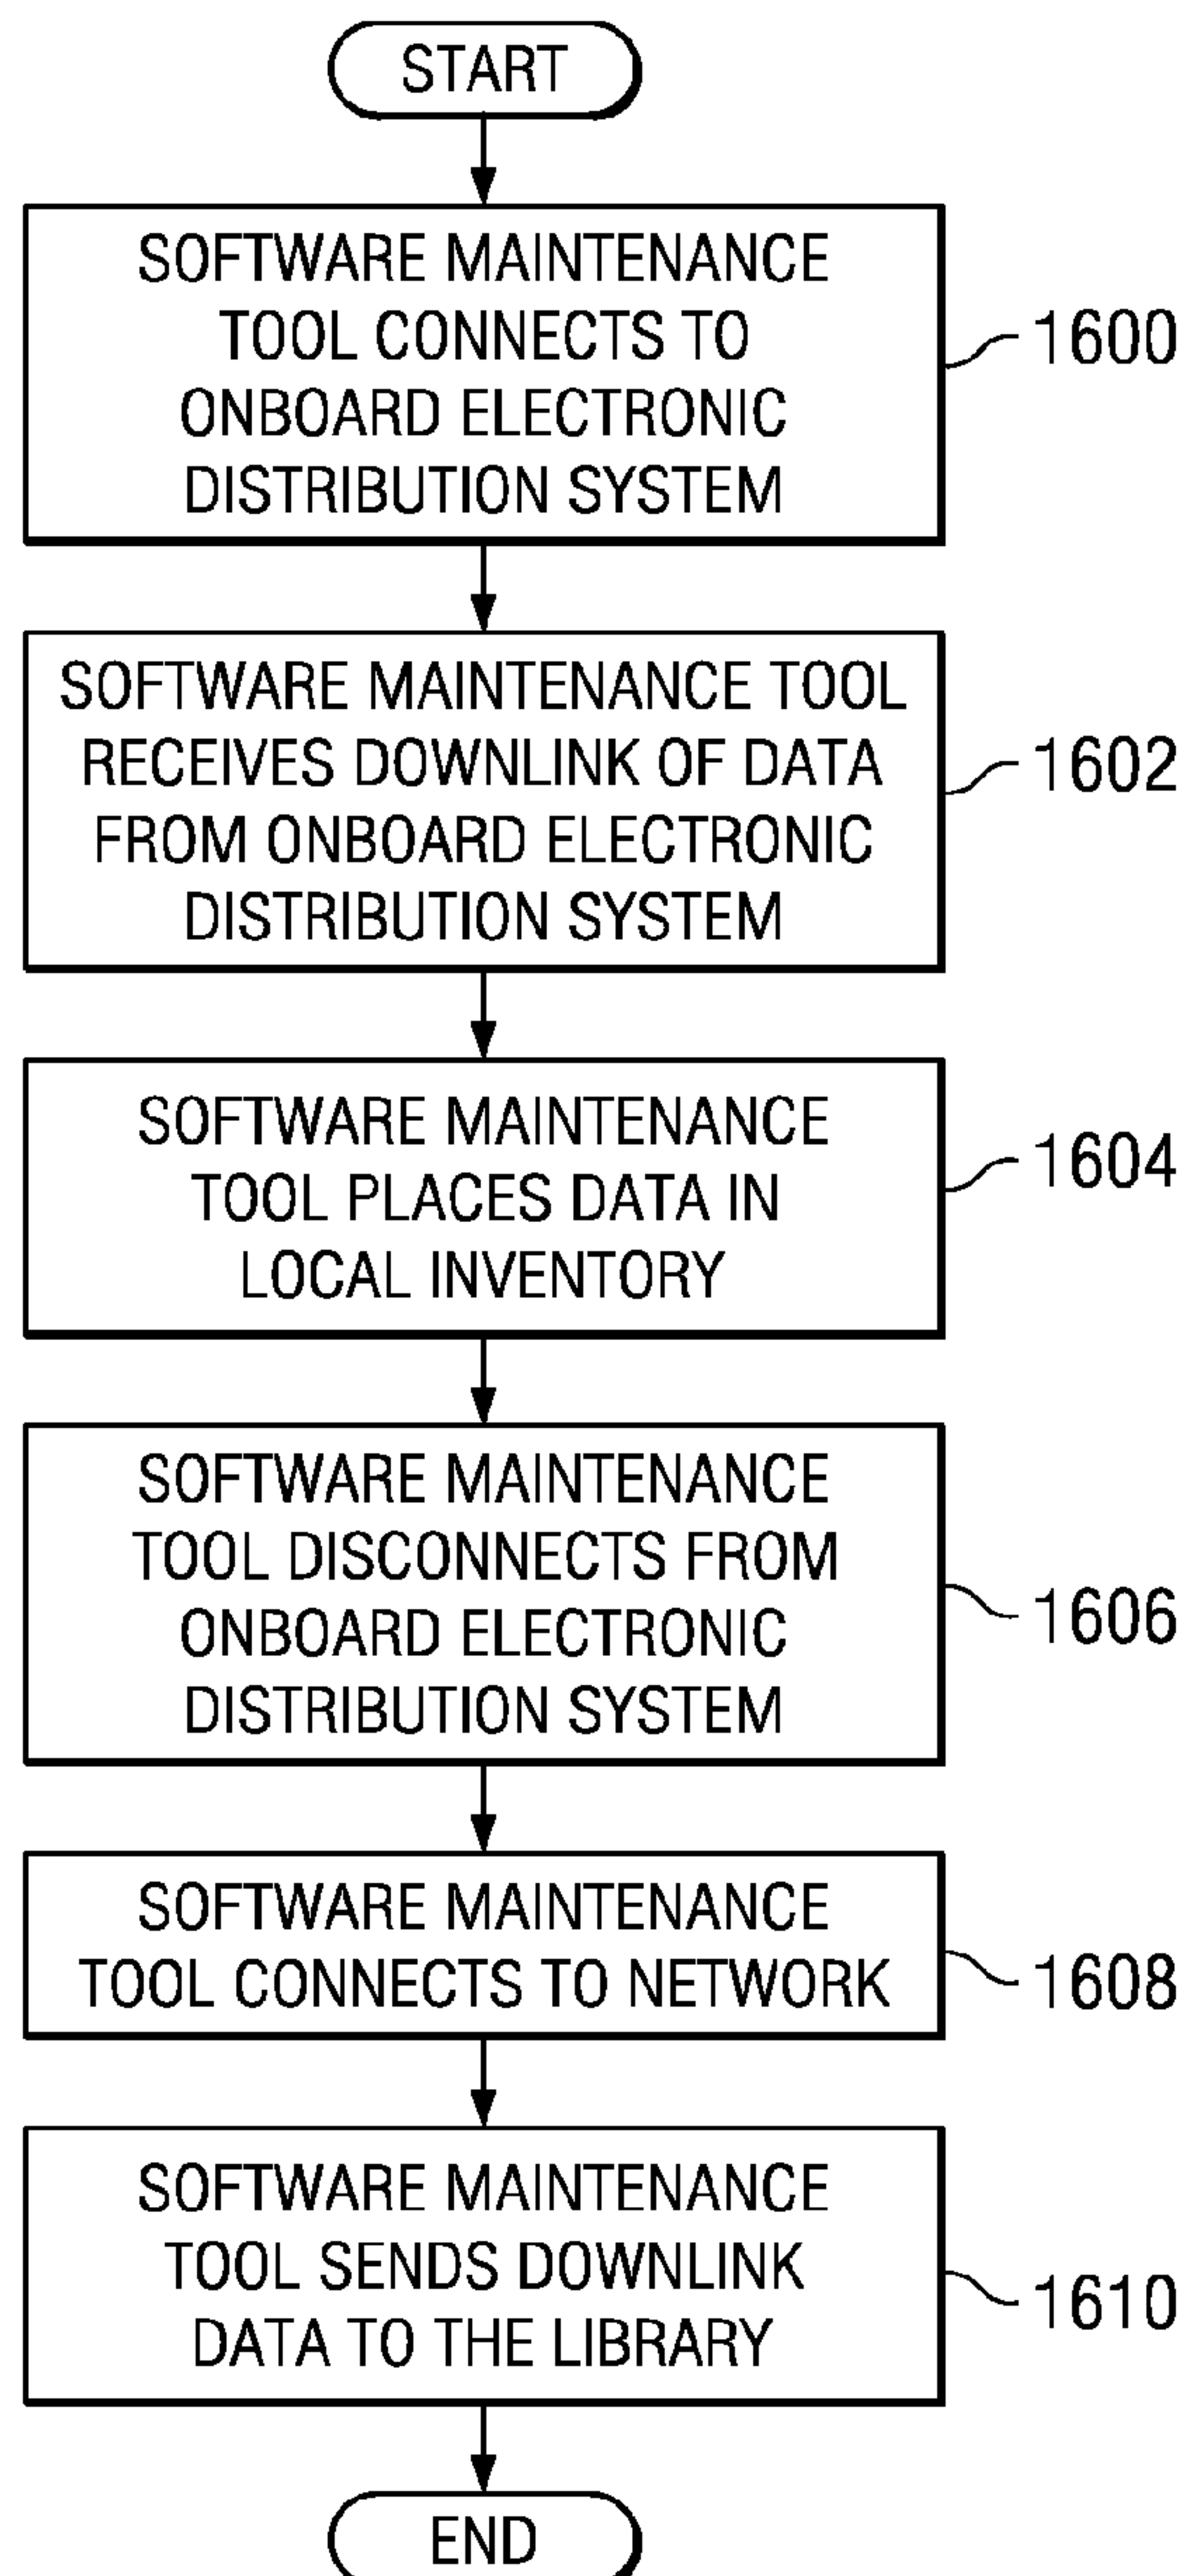 START
SOFTWARE MAINTENANCE
TOOL CONNECTS TO
ONBOARD ELECTRONIC
DISTRIBUTION SYSTEM
1600
SOFTWARE MAINTENANCE TOOL
RECEIVES DOWNLINK OF DATA
FROM ONBOARD ELECTRONIC
DISTRIBUTION SYSTEM
1602
SOFTWARE MAINTENANCE
TOOL PLACES DATA IN
LOCAL INVENTORY
1604
SOFTWARE MAINTENANCE
TOOL DISCONNECTS FROM
ONBOARD ELECTRONIC
DISTRIBUTION SYSTEM
1606
SOFTWARE MAINTENANCE
TOOL CONNECTS TO NETWORK
1608
SOFTWARE MAINTENANCE
TOOL SENDS DOWNLINK
DATA TO THE LIBRARY
1610
END